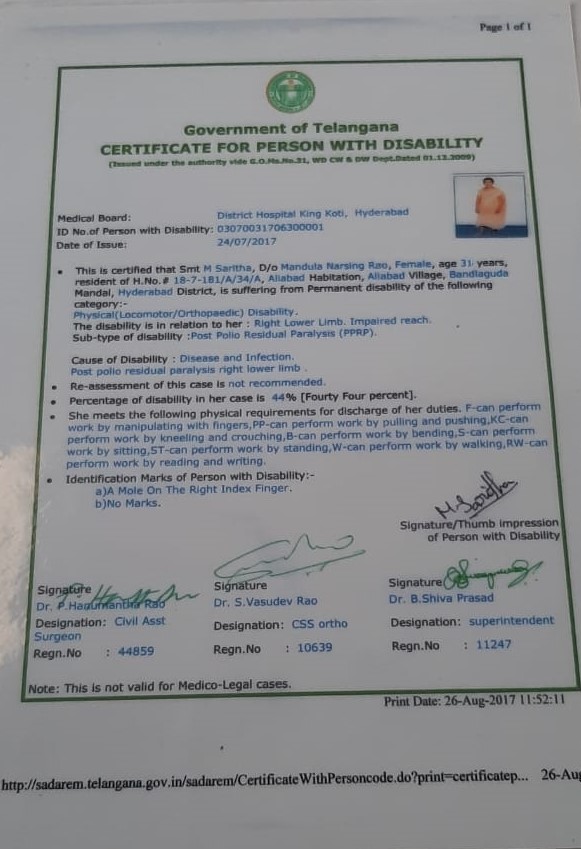 Page 1 of 1
Government of Telangana
CERTIFICATE FOR PERSON WITH DISABILITY
(Issued under the authority vide G.O.Ms.No.31, WD CW & DW Dept.Dated 01.12.2009)
Medical Board: District Hospital King Koti, Hyderabad
ID No.of Person with Disability: 03070031706300001
Date of Issue: 24/07/2017
• This is certified that Smt M Saritha, D/o Mandula Narsing Rao, Female, age 31 years,
resident of H.No.# 18-7-181/A/34/A, Aliabad Habitation, Aliabad Village, Bandlaguda
Mandal, Hyderabad District, is suffering from Permanent disability of the following
category:-
Physical(Locomotor/Orthopaedic) Disability.
The disability is in relation to her : Right Lower Limb. Impaired reach.
Sub-type of disability :Post Polio Residual Paralysis (PPRP).
Cause of Disability : Disease and Infection.
Post polio residual paralysis right lower limb .
• Re-assessment of this case is not recommended.
• Percentage of disability in her case is 44% [Fourty Four percent].
• She meets the following physical requirements for discharge of her duties. F-can perform
work by manipulating with fingers,PP-can perform work by pulling and pushing,KC-can
perform work by kneeling and crouching,B-can perform work by bending,S-can perform
work by sitting,ST-can perform work by standing,W-can perform work by walking,RW-can
perform work by reading and writing.
• Identification Marks of Person with Disability:-
a)A Mole On The Right Index Finger.
b)No Marks.
M. Saritha
Signature/Thumb impression
of Person with Disability
Signature Signature Signature
Dr. P.Hanumantha Rao Dr. S.Vasudev Rao Dr. B.Shiva Prasad
Designation: Civil Asst Surgeon Designation: CSS ortho Designation: superintendent
Regn.No : 44859 Regn.No : 10639 Regn.No : 11247
Note: This is not valid for Medico-Legal cases.
Print Date: 26-Aug-2017 11:52:11
http://sadarem.telangana.gov.in/sadarem/CertificateWithPersoncode.do?print=certificatep... 26-Aug